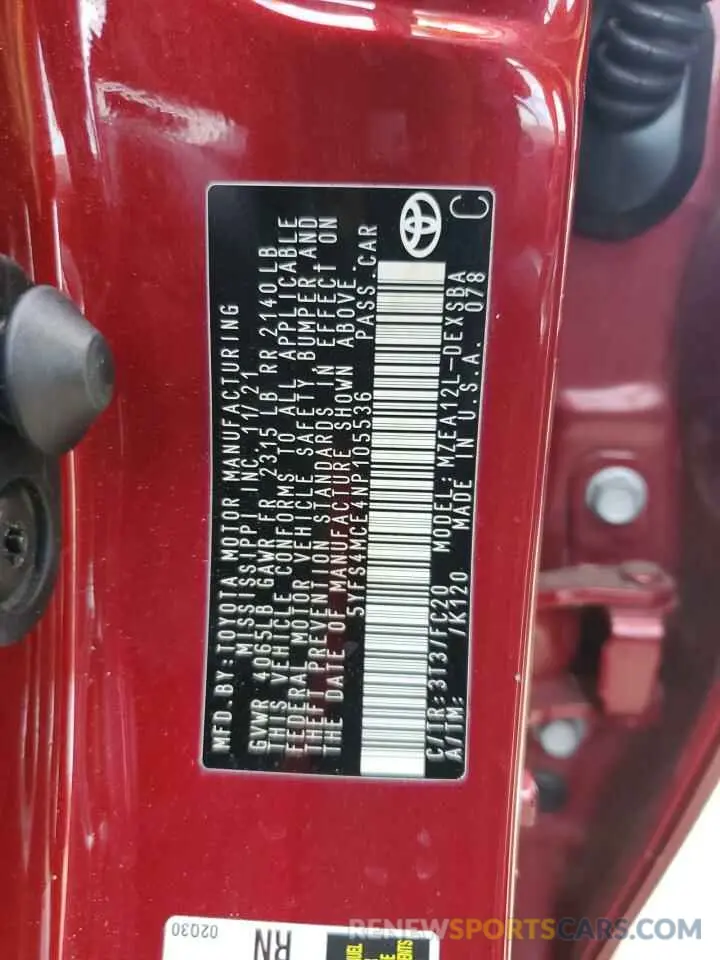 MFD.BY:TOYOTA MOTOR MANUFACTURING
MISSISSIPPI INC. 11/21
GVWR 4065LB GAWR FR 2315 LB RR 2140LB
THIS VEHICLE CONFORMS TO ALL APPLICABLE
FEDERAL MOTOR VEHICLE SAFETY, BUMPER, AND
THEFT PREVENTION STANDARDS IN EFFECT ON
THE DATE OF MANUFACTURE SHOWN ABOVE.
5YFS4MCE4NP105536 PASS.CAR
C/TR:3T3/FC20 MODEL:MZEA12L-DEXSBA
A/TM: /K120 MADE IN U.S.A. 078
C
02030
RN
RENEWSPORTCARS.COM